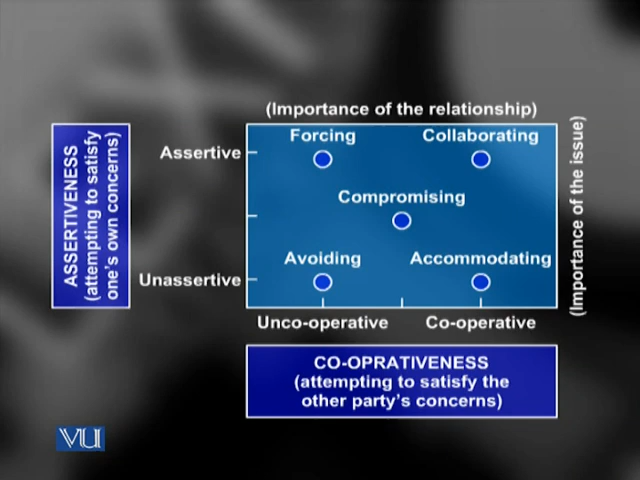 (Importance of the relationship)
ASSERTIVENESS
(attempting to satisfy
one's own concerns)
Assertive
Unassertive
Forcing
Collaborating
Compromising
Avoiding
Accommodating
(Importance of the issue)
Unco-operative
Co-operative
CO-OPRATIVENESS
(attempting to satisfy the
other party's concerns)
VU